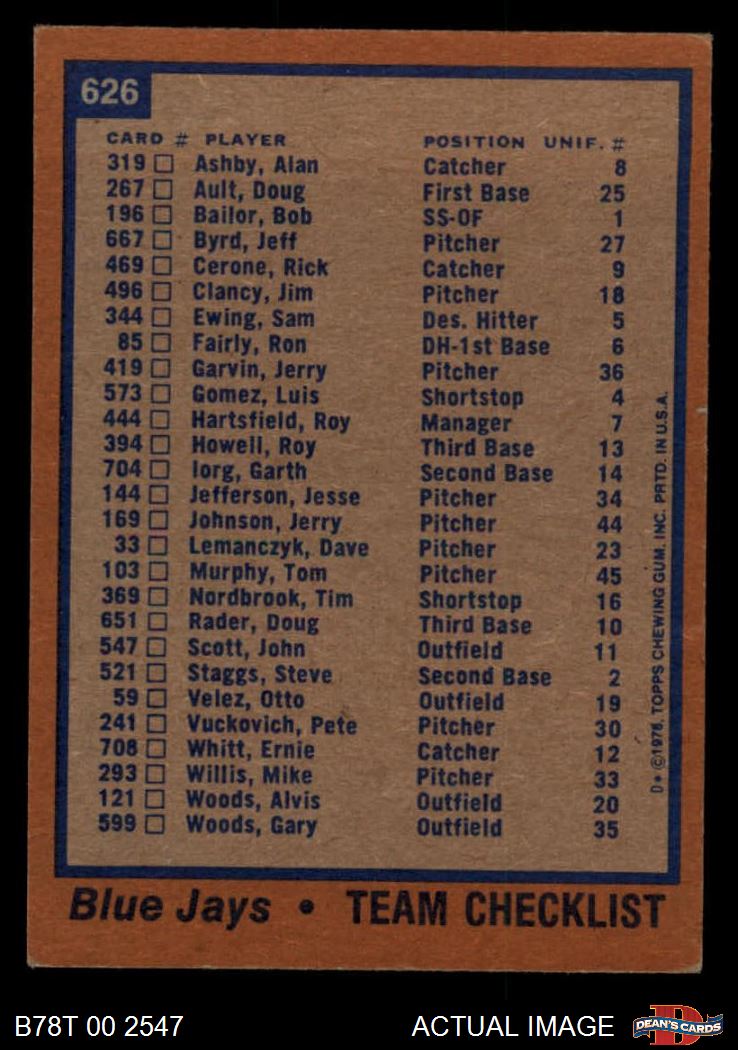 626
CARD # PLAYER POSITION UNIF. #
319 Ashby, Alan Catcher 8
267 Ault, Doug First Base 25
196 Bailor, Bob SS-OF 1
667 Byrd, Jeff Pitcher 27
469 Cerone, Rick Catcher 9
496 Clancy, Jim Pitcher 18
344 Ewing, Sam Des. Hitter 5
85 Fairly, Ron DH-1st Base 6
419 Garvin, Jerry Pitcher 36
573 Gomez, Luis Shortstop 4
444 Hartsfield, Roy Manager 7
394 Howell, Roy Third Base 13
704 Iorg, Garth Second Base 14
144 Jefferson, Jesse Pitcher 34
169 Johnson, Jerry Pitcher 44
33 Lemanczyk, Dave Pitcher 23
103 Murphy, Tom Pitcher 45
369 Nordbrook, Tim Shortstop 16
651 Rader, Doug Third Base 10
547 Scott, John Outfield 11
521 Staggs, Steve Second Base 2
59 Velez, Otto Outfield 19
241 Vuckovich, Pete Pitcher 30
708 Whitt, Ernie Catcher 12
293 Willis, Mike Pitcher 33
121 Woods, Alvis Outfield 20
599 Woods, Gary Outfield 35
D* © 1978, TOPPS CHEWING GUM, INC. PRTD. IN U.S.A.
Blue Jays • TEAM CHECKLIST
B78T 00 2547 ACTUAL IMAGE
D
DEAN'S CARDS